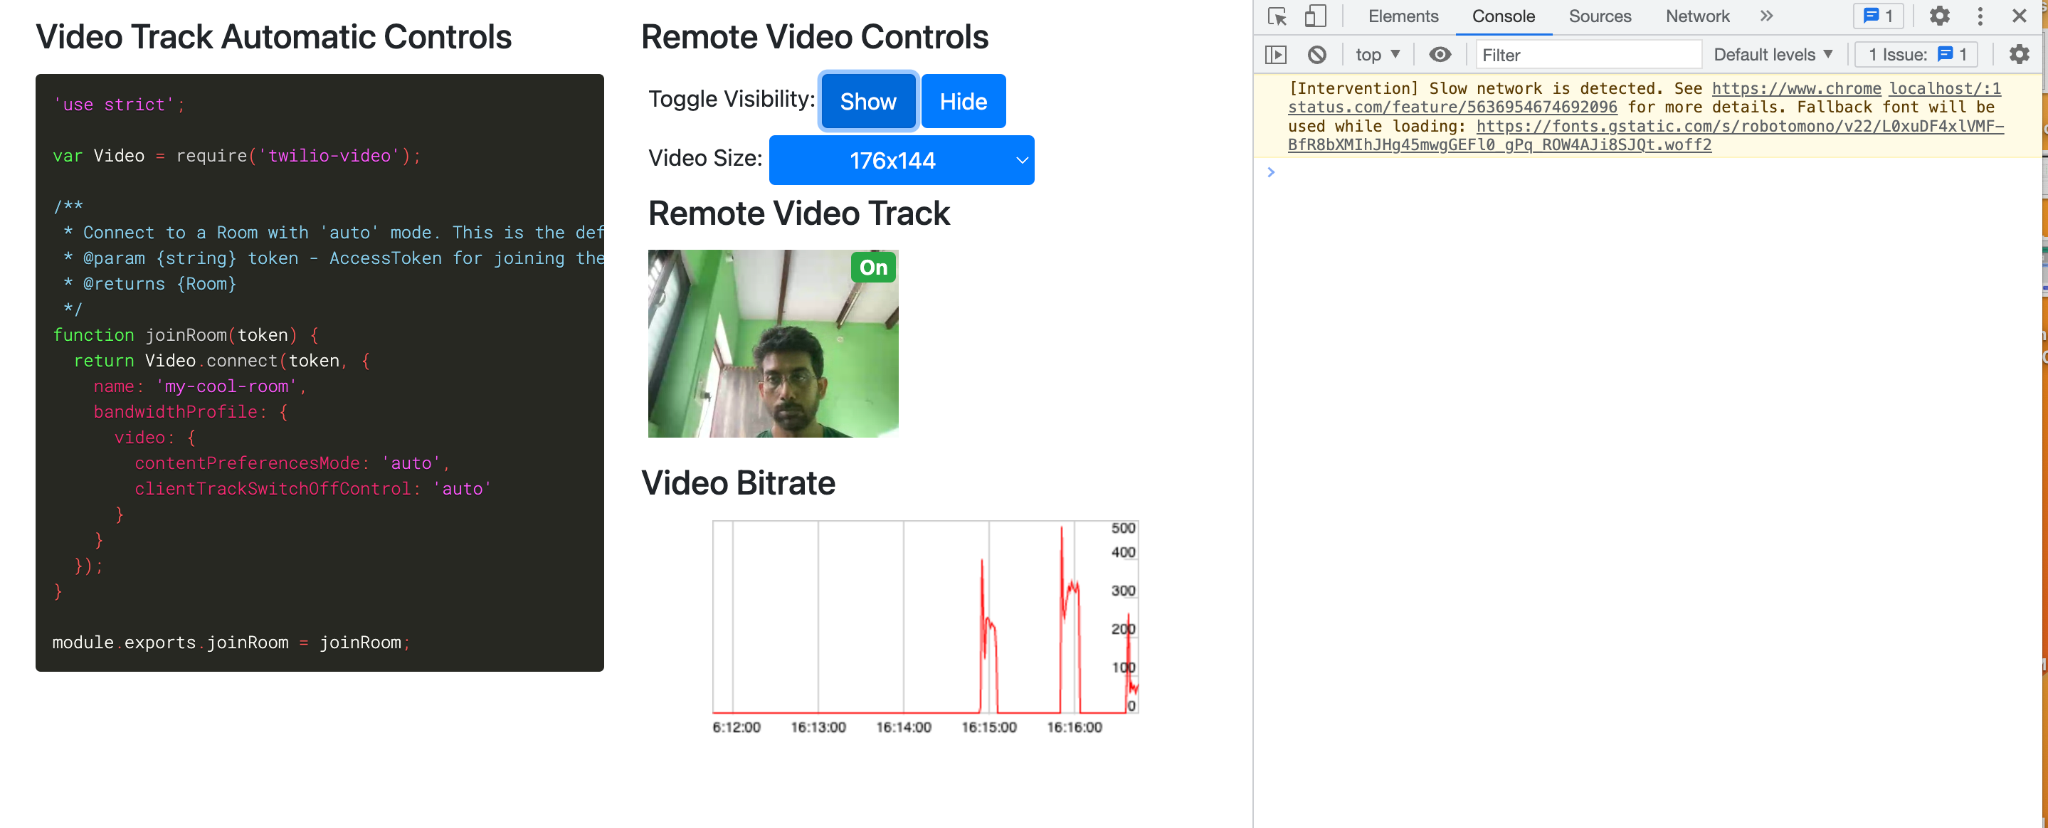 Video Track Automatic Controls
'use strict';
var Video = require('twilio-video');
/**
 * Connect to a Room with 'auto' mode. This is the def
 * @param {string} token - AccessToken for joining the
 * @returns {Room}
 */
function joinRoom(token) {
  return Video.connect(token, {
    name: 'my-cool-room',
    bandwidthProfile: {
      video: {
        contentPreferencesMode: 'auto',
        clientTrackSwitchOffControl: 'auto'
      }
    }
  });
}
module.exports.joinRoom = joinRoom;
Remote Video Controls
Toggle Visibility: Show Hide
Video Size: 176x144
Remote Video Track
On
Video Bitrate
500
400
300
200
100
0
6:12:00 16:13:00 16:14:00 16:15:00 16:16:00
Elements Console Sources Network » 1
top Filter Default levels 1 Issue: 1
[Intervention] Slow network is detected. See https://www.chrome localhost/:1
status.com/feature/5636954674692096 for more details. Fallback font will be
used while loading: https://fonts.gstatic.com/s/robotomono/v22/L0xuDF4xlVMF-
BfR8bXMIhJHg45mwgGEFl0_gPq_ROW4AJi8SJQt.woff2
>